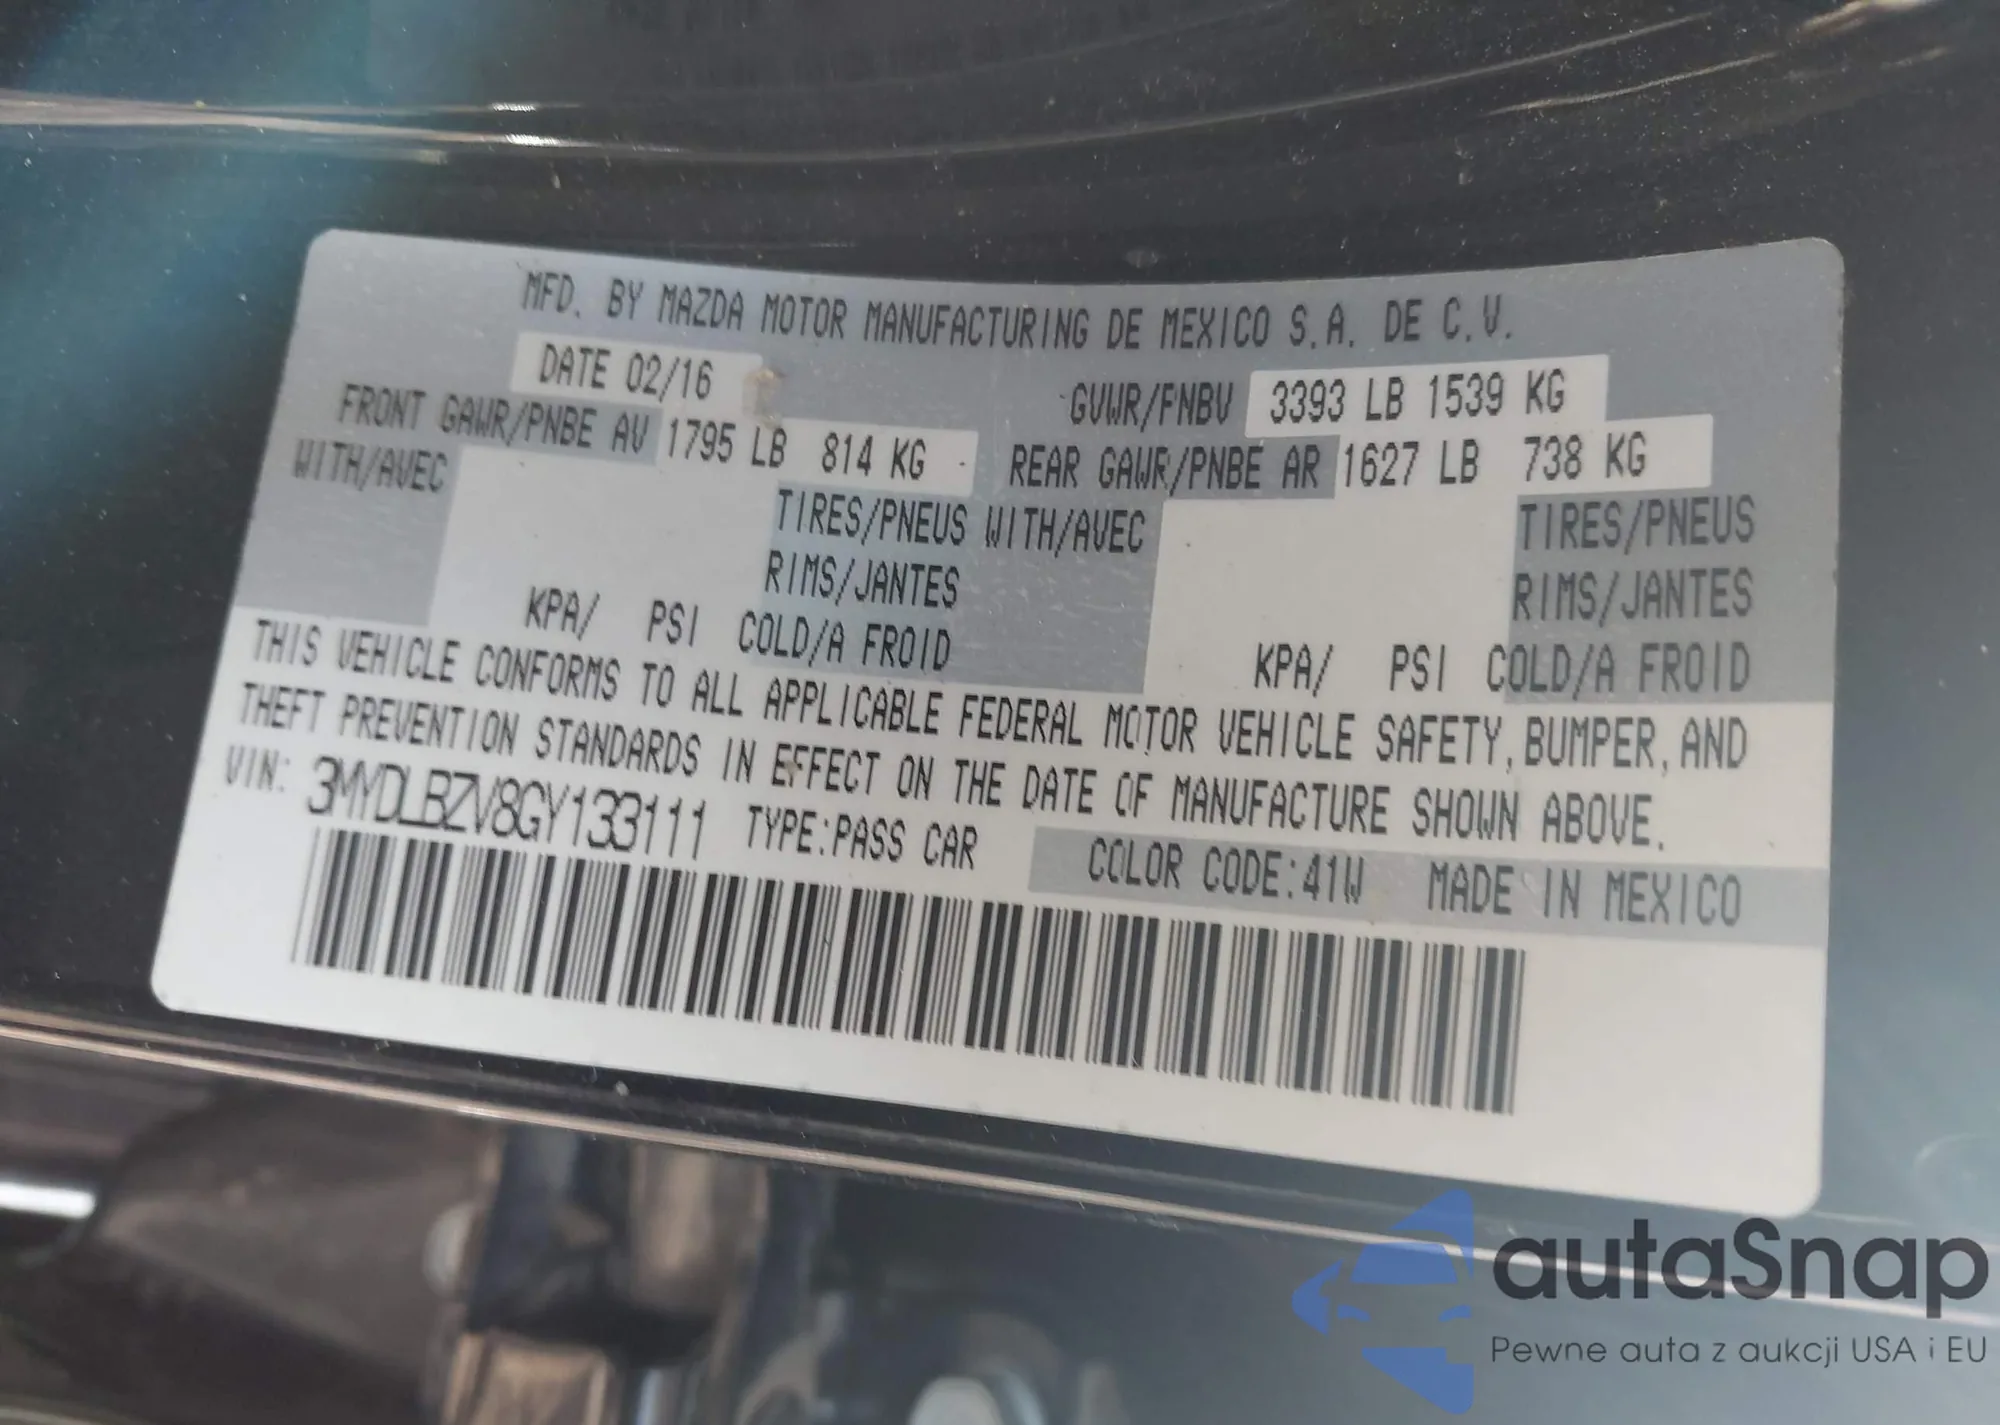 MFD. BY MAZDA MOTOR MANUFACTURING DE MEXICO S.A. DE C.V.
DATE 02/16 GVWR/PNBV 3393 LB 1539 KG
FRONT GAWR/PNBE AV 1795 LB 814 KG REAR GAWR/PNBE AR 1627 LB 738 KG
WITH/AVEC TIRES/PNEUS WITH/AVEC TIRES/PNEUS
RIMS/JANTES RIMS/JANTES
KPA/ PSI COLD/A FROID KPA/ PSI COLD/A FROID
THIS VEHICLE CONFORMS TO ALL APPLICABLE FEDERAL MOTOR VEHICLE SAFETY, BUMPER, AND
THEFT PREVENTION STANDARDS IN EFFECT ON THE DATE OF MANUFACTURE SHOWN ABOVE.
VIN: 3MYDLBZV8GY133111 TYPE:PASS CAR COLOR CODE:41W MADE IN MEXICO
autaSnap
Pewne auta z aukcji USA i EU